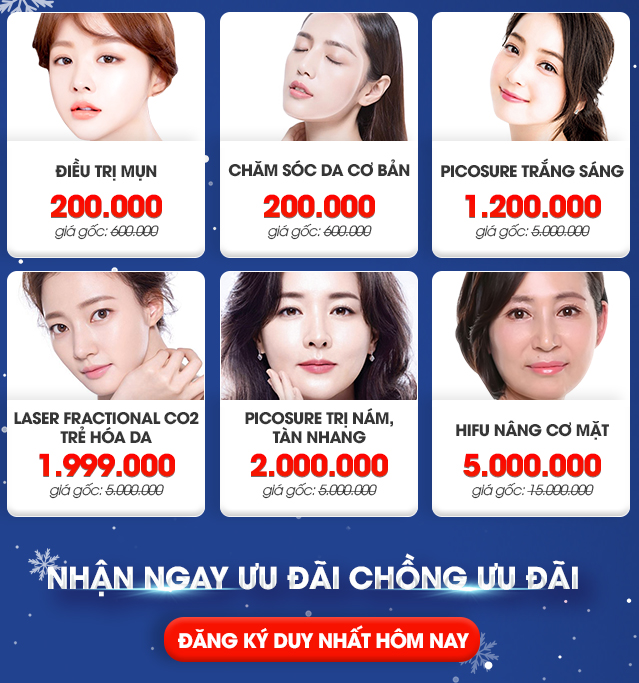 ĐIỀU TRỊ MỤN
200.000
giá gốc: 600.000
CHĂM SÓC DA CƠ BẢN
200.000
giá gốc: 600.000
PICOSURE TRẮNG SÁNG
1.200.000
giá gốc: 5.000.000
LASER FRACTIONAL CO2
TRẺ HÓA DA
1.999.000
giá gốc: 5.000.000
PICOSURE TRỊ NÁM,
TÀN NHANG
2.000.000
giá gốc: 5.000.000
HIFU NÂNG CƠ MẶT
5.000.000
giá gốc: 15.000.000
NHẬN NGAY ƯU ĐÃI CHỒNG ƯU ĐÃI
ĐĂNG KÝ DUY NHẤT HÔM NAY